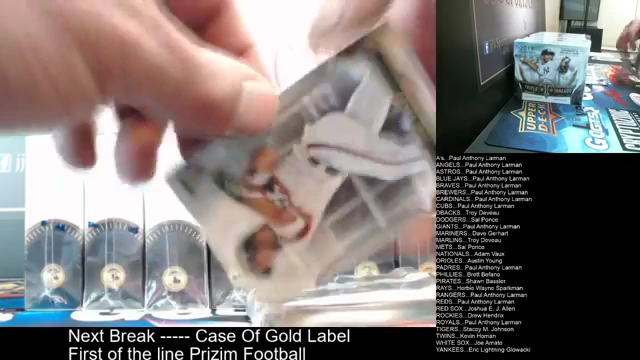 TRIPLE THREADS
UPPER DECK
A's...Paul Anthony Larman
ANGELS...Paul Anthony Larman
ASTROS...Paul Anthony Larman
BLUE JAYS...Paul Anthony Larman
BRAVES...Paul Anthony Larman
BREWERS...Paul Anthony Larman
CARDINALS...Paul Anthony Larman
CUBS...Paul Anthony Larman
DBACKS...Troy Deveau
DODGERS...Sal Ponce
GIANTS...Paul Anthony Larman
MARINERS...Dave Gerhart
MARLINS...Troy Deveau
METS...Sal Ponce
NATIONALS...Adam Vaux
ORIOLES...Austin Young
PADRES...Paul Anthony Larman
PHILLIES...Brett Befano
PIRATES...Shawn Bassler
RAYS...Herbie Wayne Sparkman
RANGERS...Paul Anthony Larman
REDS...Paul Anthony Larman
RED SOX...Joshua E. J. Allen
ROCKIES...Drew Hendrix
ROYALS...Paul Anthony Larman
TIGERS...Stacey M. Johnson
TWINS...Kevin Homan
WHITE SOX...Joe Amato
YANKEES...Eric Lightning Glowacki
Next Break ----- Case Of Gold Label
First of the line Prizim Football